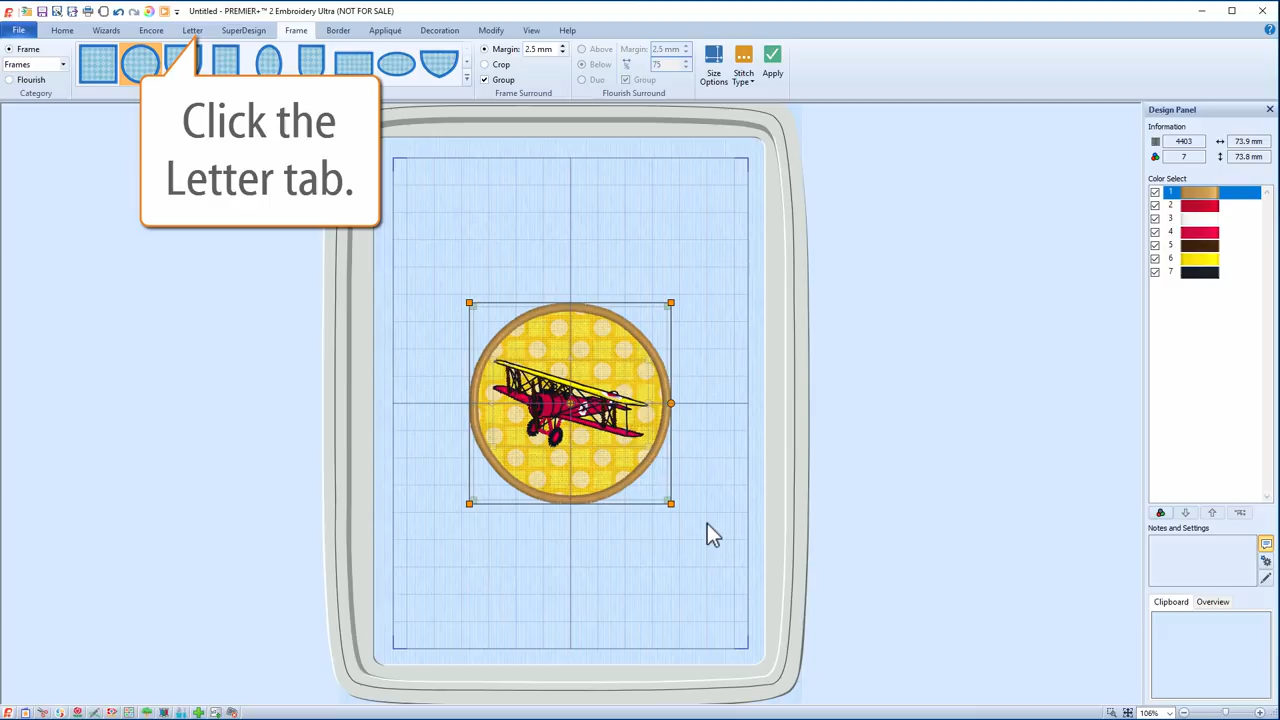 Untitled - PREMIER+™ 2 Embroidery Ultra (NOT FOR SALE)
File Home Wizards Encore Letter SuperDesign Frame Border Appliqué Decoration Modify View Help
Frame
Frames
Flourish
Category
Margin: 2.5 mm
Crop
Group
Frame Surround
Above Margin: 2.5 mm
Below 75
Duo Group
Flourish Surround
Size Options
Stitch Type
Apply
Click the
Letter tab.
Design Panel
Information
4403 73.9 mm
7 73.8 mm
Color Select
1
2
3
4
5
6
7
Notes and Settings
Clipboard Overview
106%